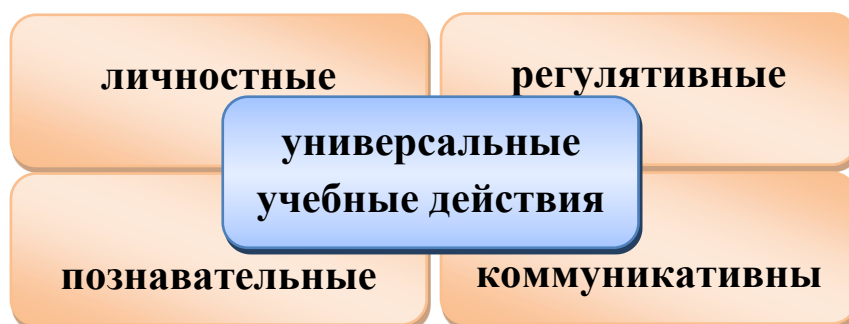 личностные
регулятивные
универсальные
учебные действия
познавательные
коммуникативны